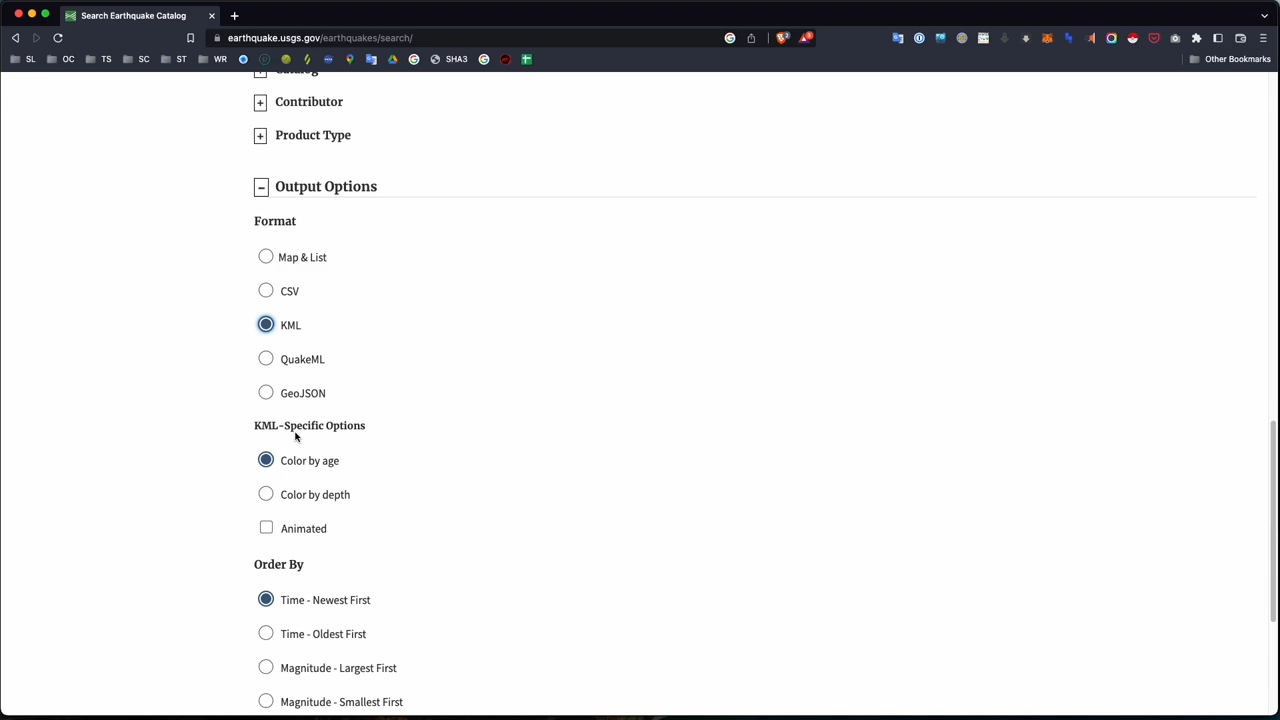 Search Earthquake Catalog
earthquake.usgs.gov/earthquakes/search/
SL OC TS SC ST WR SHA3 Other Bookmarks
Catalog
Contributor
Product Type
Output Options
Format
Map & List
CSV
KML
QuakeML
GeoJSON
KML-Specific Options
Color by age
Color by depth
Animated
Order By
Time - Newest First
Time - Oldest First
Magnitude - Largest First
Magnitude - Smallest First